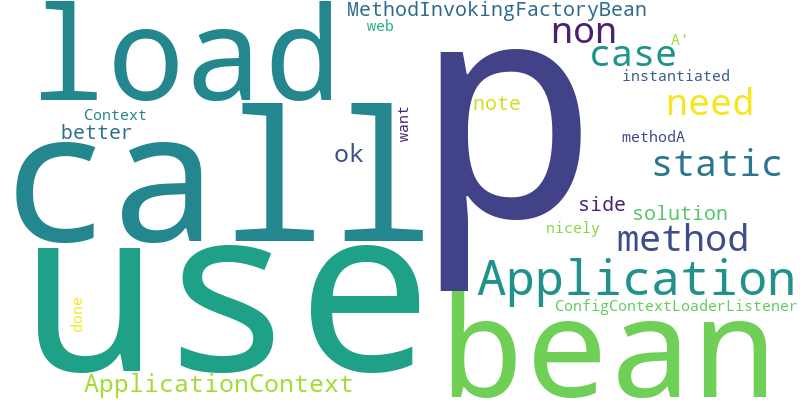 MethodInvokingFactoryBean
load
web
non
A'
case
p
instantiated
need
note
Context
better
want
call
ok
methodA
static
side
solution
nicely
method
use
Application
done
ConfigContextLoaderListener
bean
ApplicationContext